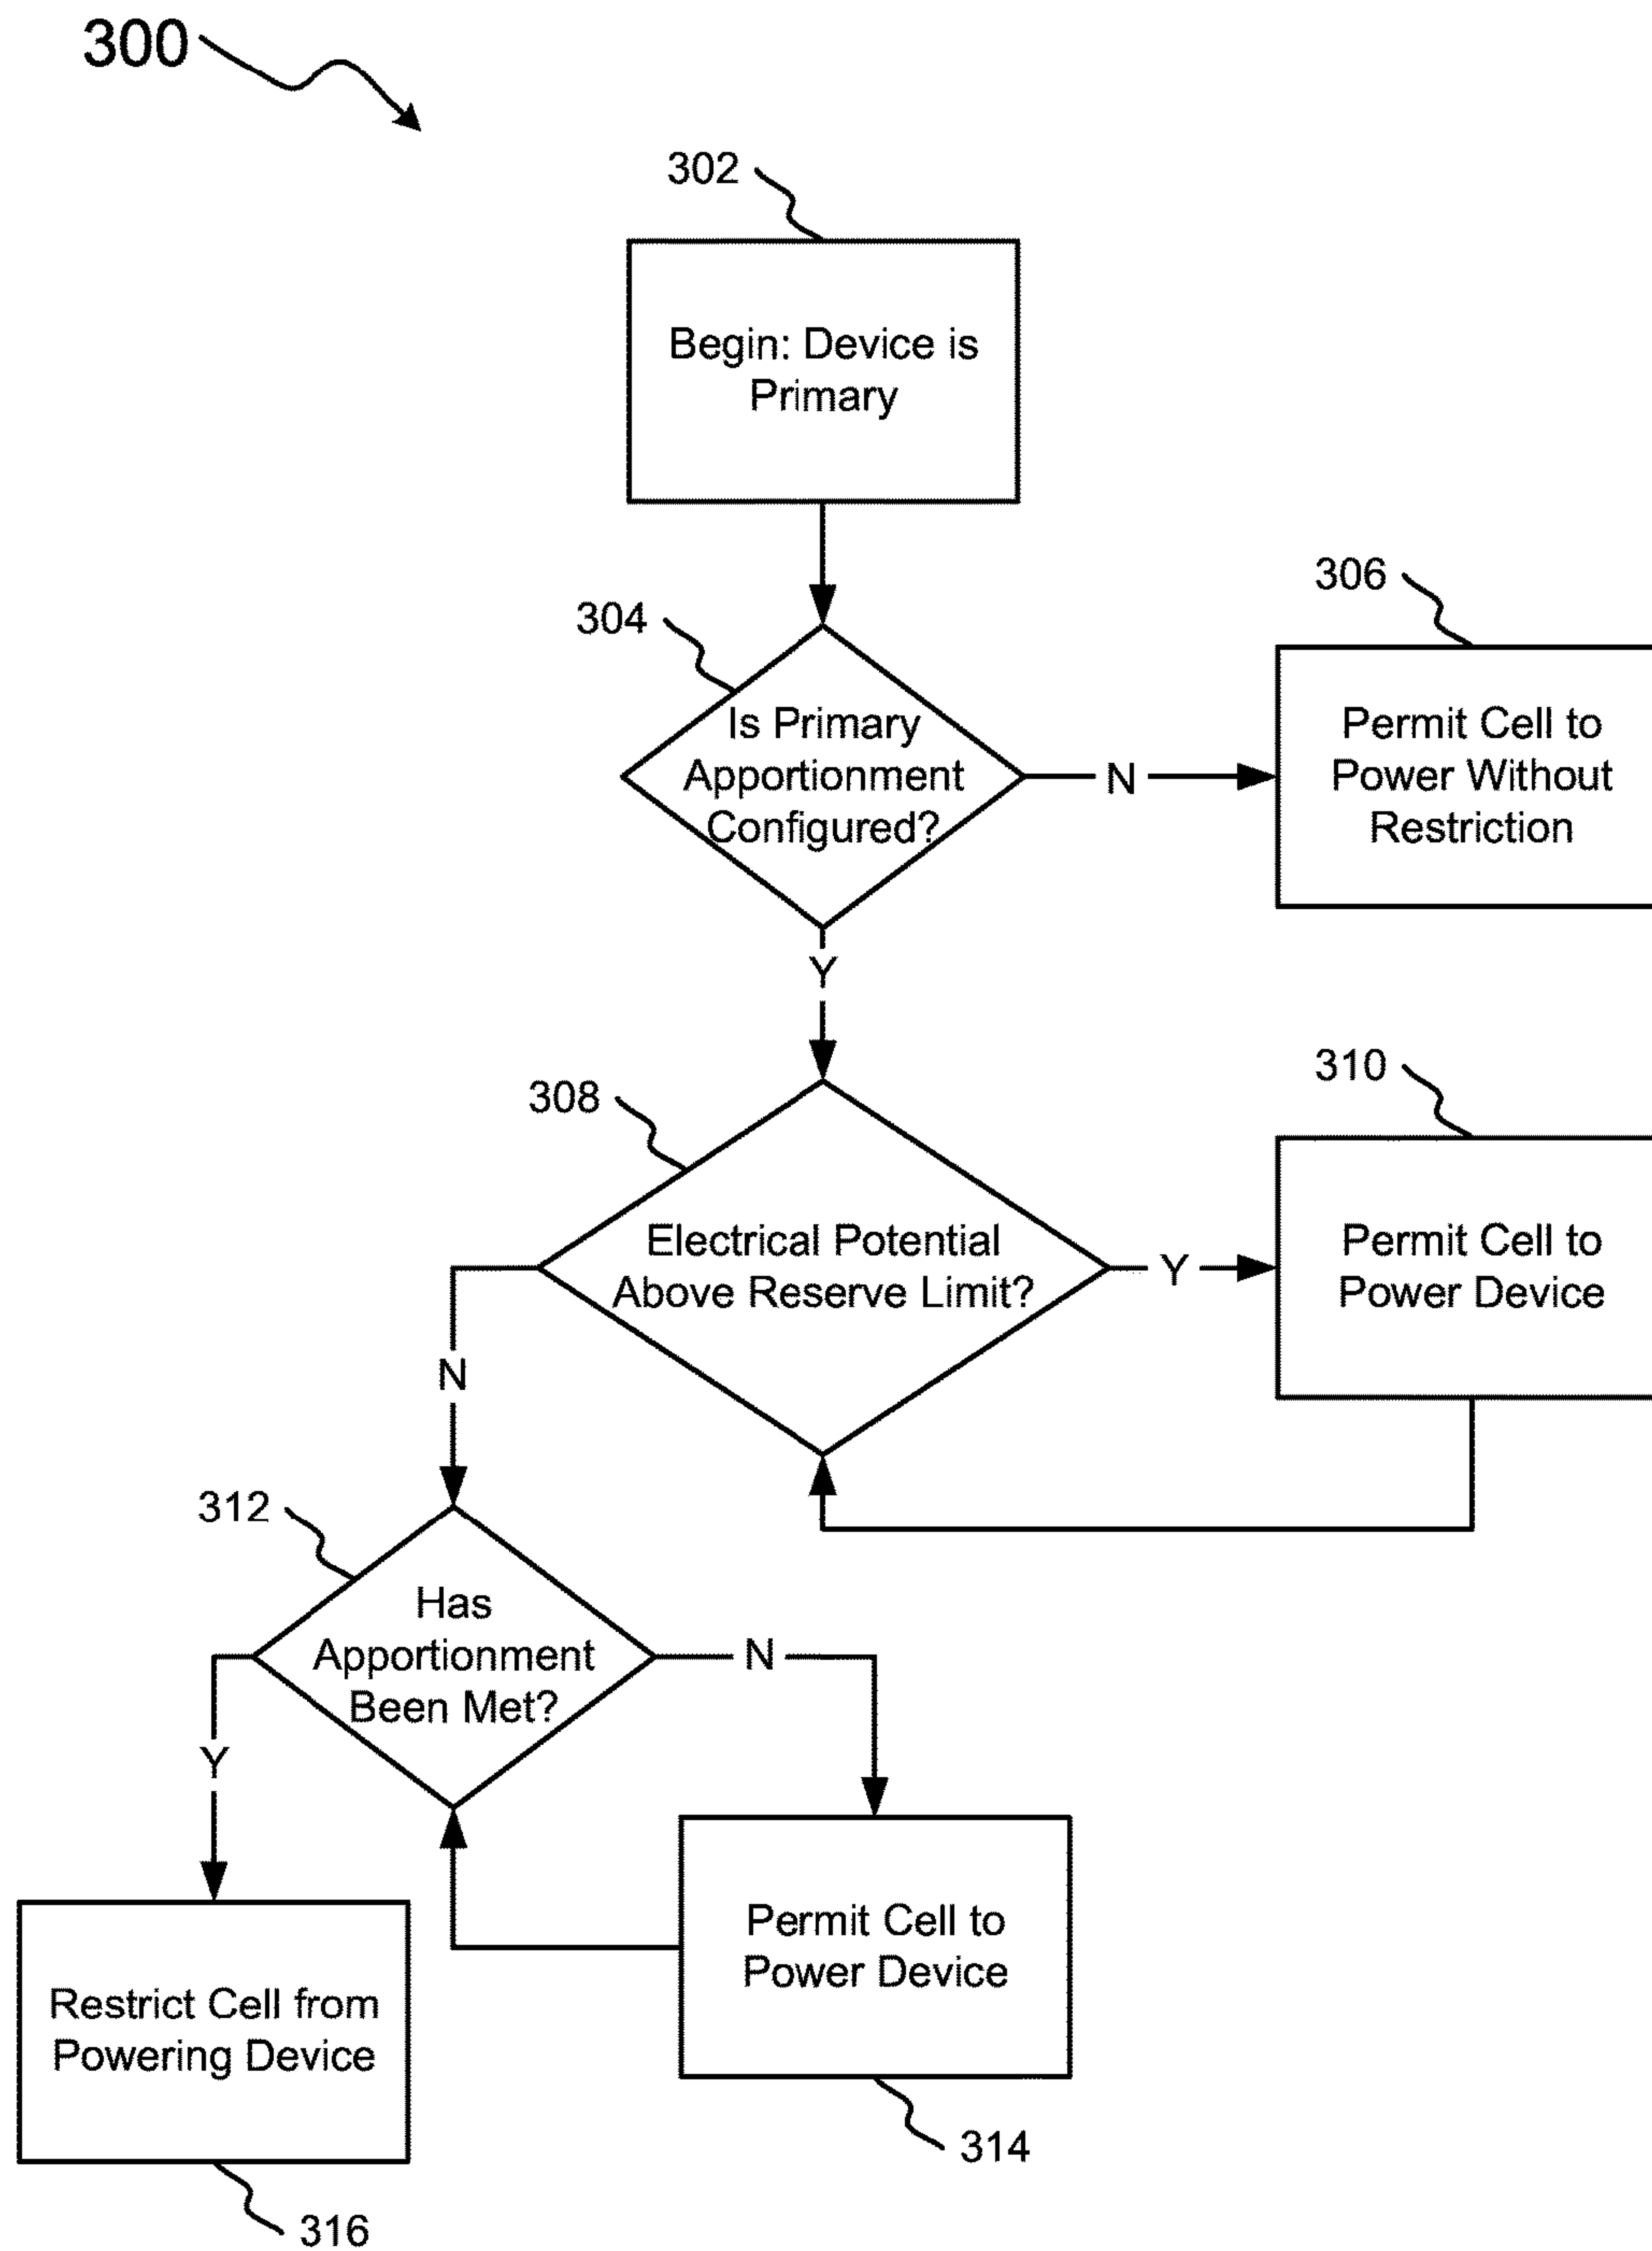 300
302
Begin: Device is
Primary
304
Is Primary
Apportionment
Configured?
N
306
Permit Cell to
Power Without
Restriction
Y
308
Electrical Potential
Above Reserve Limit?
Y
310
Permit Cell to
Power Device
N
312
Has
Apportionment
Been Met?
N
Y
314
Permit Cell to
Power Device
Restrict Cell from
Powering Device
316